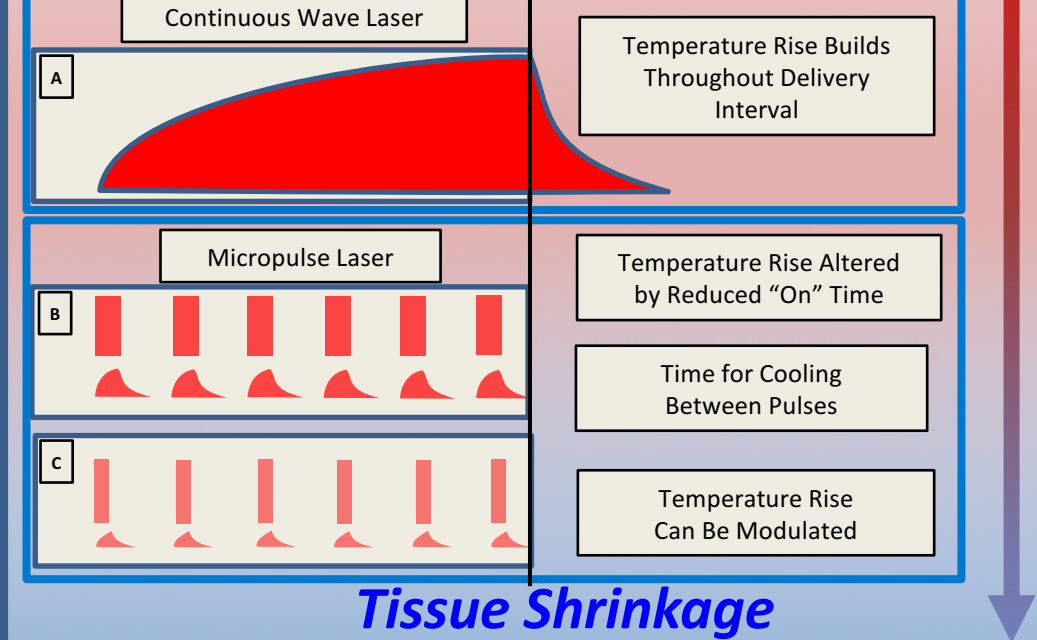 Continuous Wave Laser
A
Temperature Rise Builds
Throughout Delivery
Interval
Micropulse Laser
B
Temperature Rise Altered
by Reduced “On” Time
Time for Cooling
Between Pulses
C
Temperature Rise
Can Be Modulated
Tissue Shrinkage